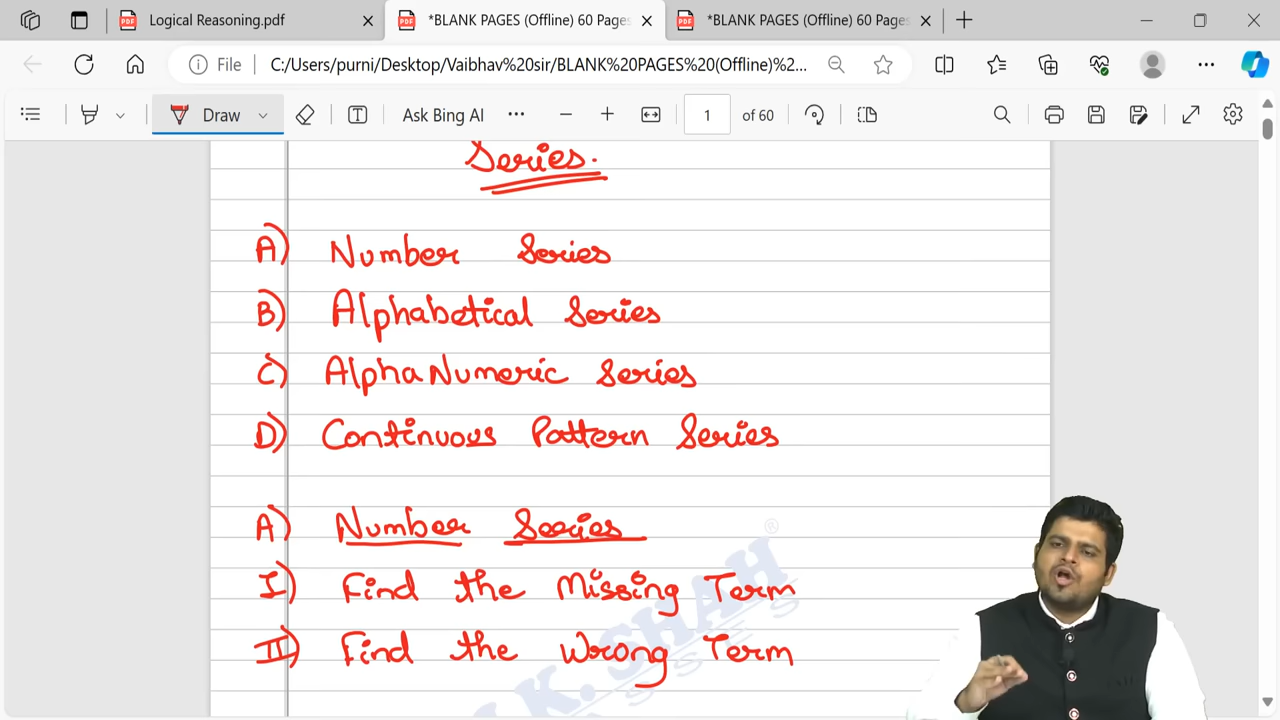 Logical Reasoning.pdf
*BLANK PAGES (Offline) 60 Pages
*BLANK PAGES (Offline) 60 Pages
File
C:/Users/purni/Desktop/Vaibhav%20sir/BLANK%20PAGES%20(Offline)%2...
Draw
Ask Bing AI
1 of 60
Series.
A) Number Series
B) Alphabetical Series
C) AlphaNumeric Series
D) Continuous Pattern Series
A) Number Series
I) Find the Missing Term
II) Find the Wrong Term
J.K. SHAH
®